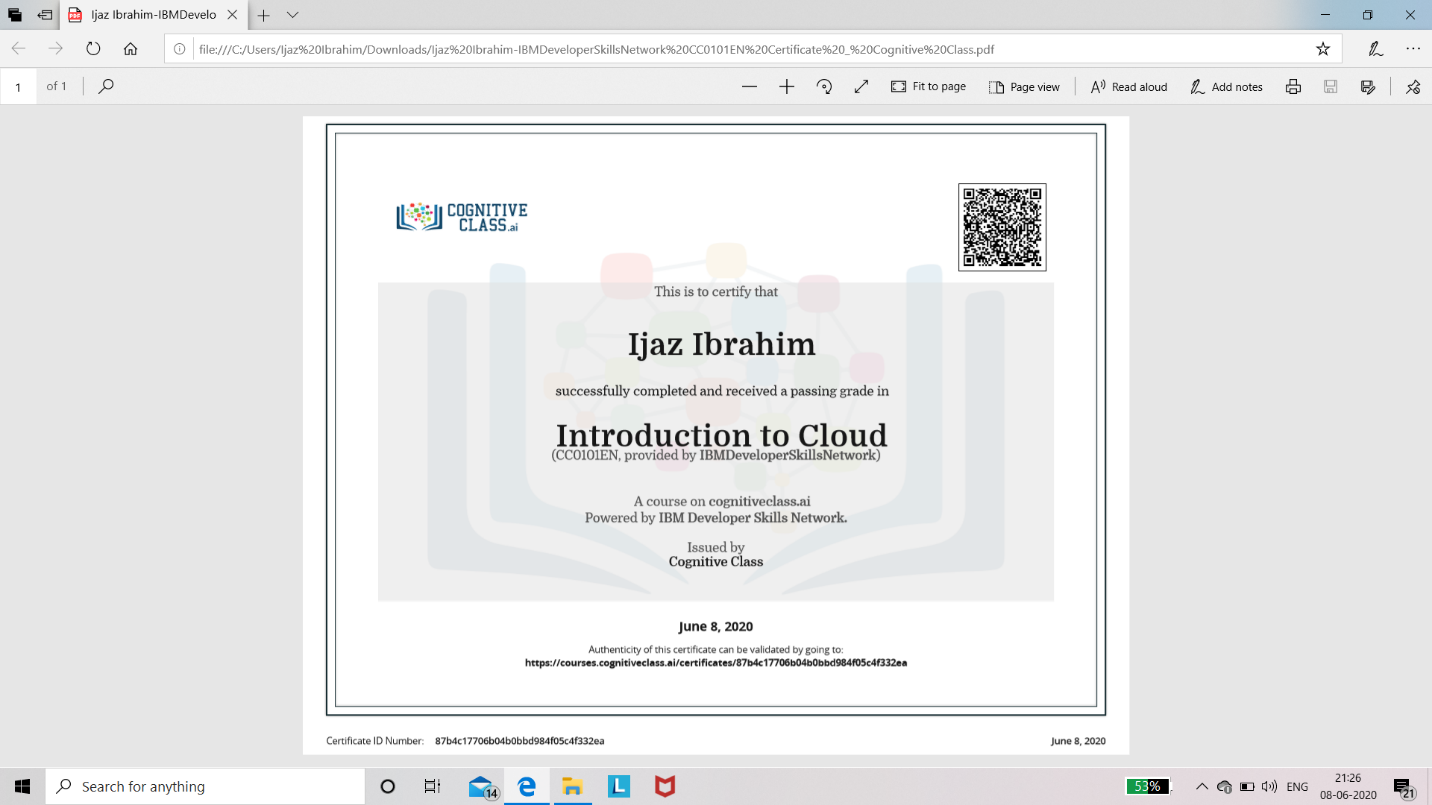 Ijaz Ibrahim-IBMDevelo
file:///C:/Users/Ijaz%20Ibrahim/Downloads/Ijaz%20Ibrahim-IBMDeveloperSkillsNetwork%20CC0101EN%20Certificate%20_%20Cognitive%20Class.pdf
1 of 1 Fit to page Page view Read aloud Add notes
COGNITIVE
CLASS.ai
This is to certify that
Ijaz Ibrahim
successfully completed and received a passing grade in
Introduction to Cloud
(CC0101EN, provided by IBMDeveloperSkillsNetwork)
A course on cognitiveclass.ai
Powered by IBM Developer Skills Network.
Issued by
Cognitive Class
June 8, 2020
Authenticity of this certificate can be validated by going to:
https://courses.cognitiveclass.ai/certificates/87b4c17706b04b0bbd984f05c4f332ea
Certificate ID Number: 87b4c17706b04b0bbd984f05c4f332ea June 8, 2020
Search for anything
14
L
53%
ENG
21:26
08-06-2020
21